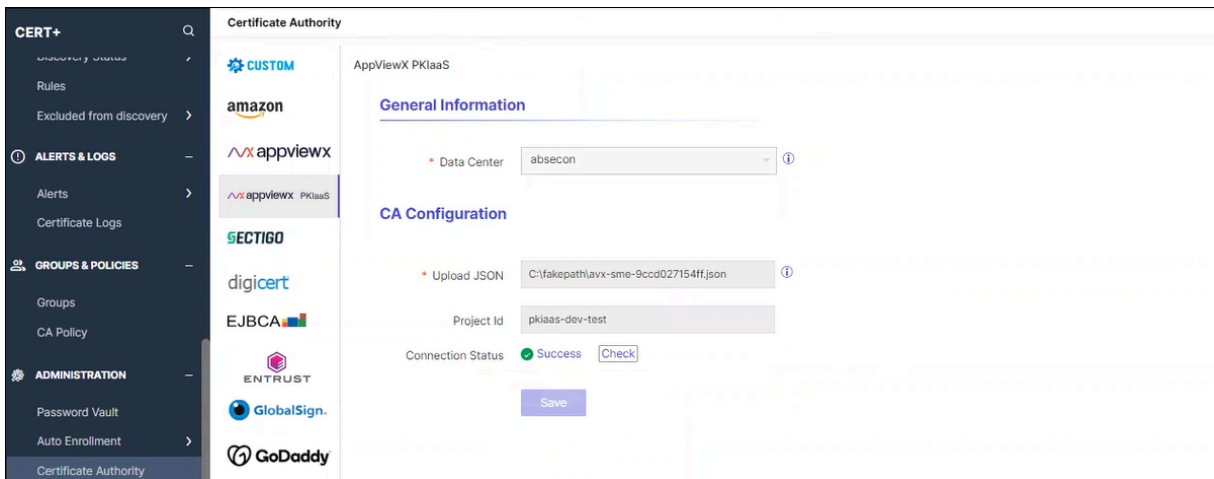 CERT+
Discovery Status
Rules
Excluded from discovery
ALERTS & LOGS
Alerts
Certificate Logs
GROUPS & POLICIES
Groups
CA Policy
ADMINISTRATION
Password Vault
Auto Enrollment
Certificate Authority
Certificate Authority
CUSTOM
amazon
appviewx
appviewx PKIaaS
SECTIGO
digicert
EJBCA
ENTRUST
GlobalSign.
GoDaddy
AppViewX PKIaaS
General Information
* Data Center absecon
CA Configuration
* Upload JSON C:\fakepath\avx-sme-9ccd027154ff.json
Project Id pkiaas-dev-test
Connection Status Success Check
Save